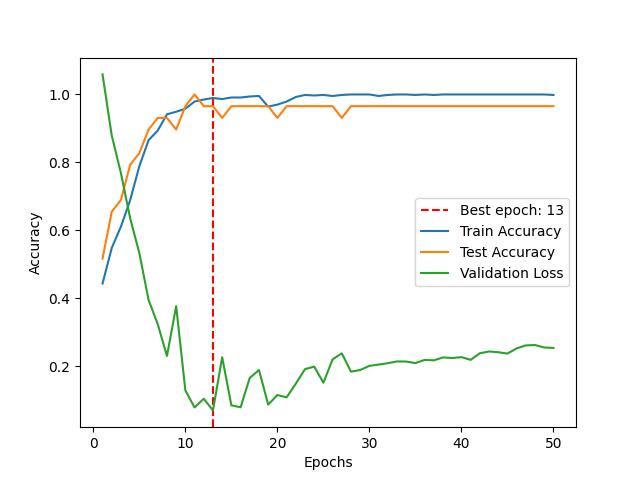 Accuracy
1.0
0.8
0.6
0.4
0.2
Best epoch: 13
Train Accuracy
Test Accuracy
Validation Loss
0 10 20 30 40 50
Epochs